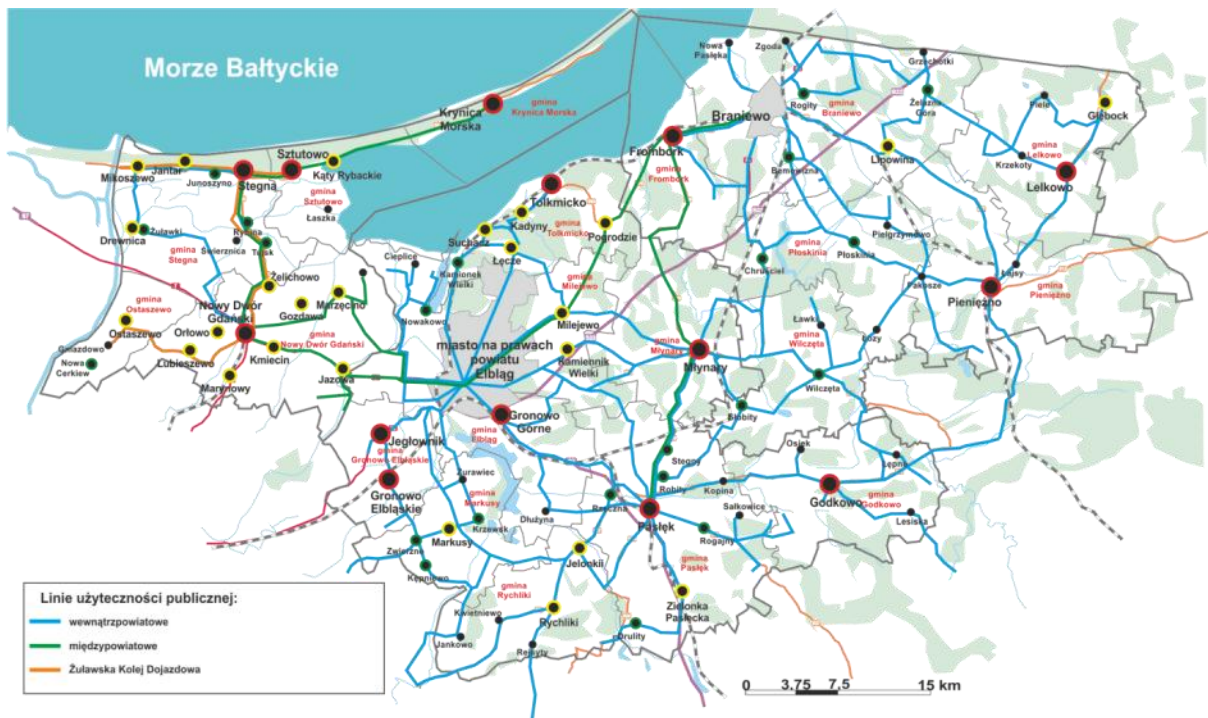 Morze Bałtyckie
Nowa
Pasłęka
Zgoda
Grzechotki
Krynica
Morska
gmina
Krynica Morska
Rogity
gmina
Braniewo
Żelazna
Góra
Piele
Głębock
Braniewo
Frombork
gmina
Frombork
Bemowizna
Lipowina
Krzekoty
gmina
Lelkowo
Lelkowo
Mikoszewo
Jantar
Junoszyno
Stegna
Sztutowo
Kąty Rybackie
gmina
Sztutowo
Łaszka
Tolkmicko
Kadyny
gmina
Tolkmicko
Pogrodzie
Suchacz
Łęcze
Drewnica
Żuławki
Świerznica
Rybina
Tujsk
gmina
Stegna
Cieplice
Kamionek
Wielki
Pielgrzymowo
gmina
Płoskinia
Płoskinia
Chruściel
Łajsy
Pakosze
Pieniężno
gmina
Pieniężno
Żelichowo
Nowy Dwór
Gdański
Gozdawa
Marzęcino
Nowakowo
gmina
Milejewo
Milejewo
gmina
Ostaszewo
Ostaszewo
Orłowo
gmina
Nowy Dwór Gdański
Gniazdowo
Nowa
Cerkiew
Lubieszewo
Kmiecin
Marynowy
Jazowa
miasto na prawach
powiatu
Elbląg
Kamiennik
Wielki
gmina
Młynary
Młynary
Ławki
gmina
Wilczęta
Łozy
Wilczęta
Słobity
Gronowo
Górne
gmina
Elbląg
Jegłownik
gmina
Gronowo Elbląskie
Gronowo
Elbląskie
Żurawiec
gmina
Markusy
Krzewsk
Markusy
Zwierzno
Kępniewo
Stegny
Robity
Kopina
Osiek
Łępno
Godkowo
gmina
Godkowo
Lesiska
Dłużyna
Rzeczna
Pasłęk
Sałkowice
Rogajny
gmina
Pasłęk
Jelonki
gmina
Rychliki
Kwietniewo
Rychliki
Jankowo
Rejsyty
Drulity
Zielonka
Pasłęcka
Linie użyteczności publicznej:
wewnątrzpowiatowe
międzypowiatowe
Żuławska Kolej Dojazdowa
0 3,75 7,5 15 km